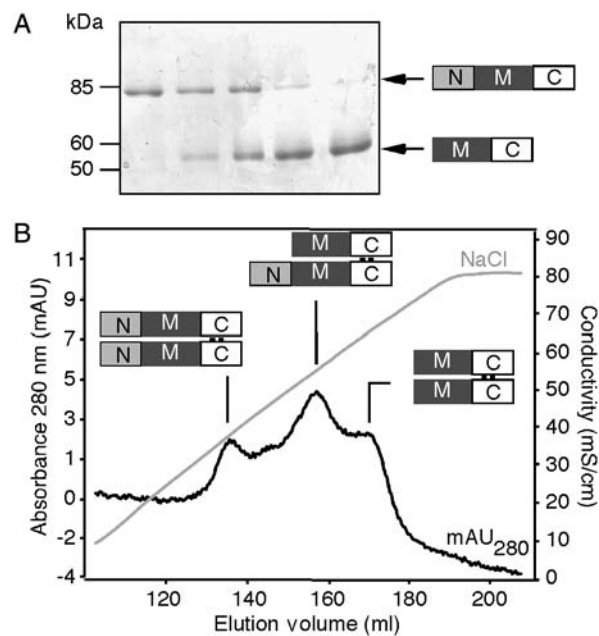 A
kDa
85
60
50
N M C
M C
B
M C
N M C
N M C
N M C
M C
M C
NaCl
mAU280
11
9
7
5
3
1
0
-2
-4
Absorbance 280 nm (mAU)
90
80
70
60
50
40
30
20
10
0
Conductivity (mS/cm)
120 140 160 180 200
Elution volume (ml)